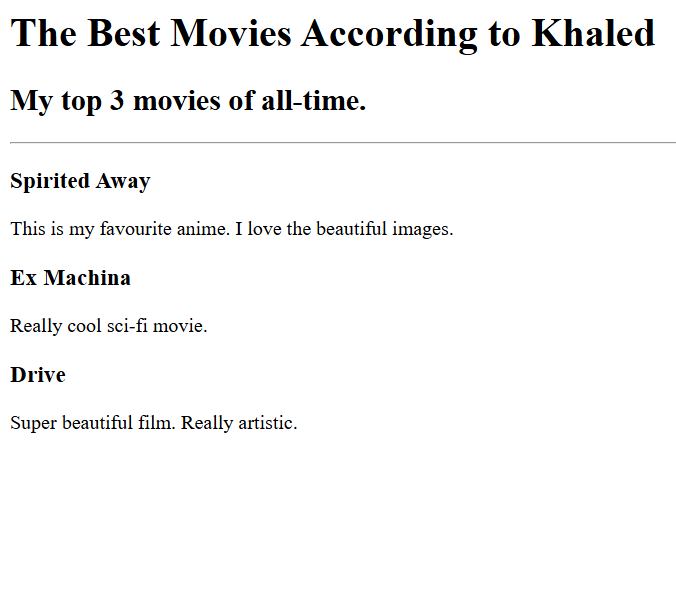 The Best Movies According to Khaled
My top 3 movies of all-time.
Spirited Away
This is my favourite anime. I love the beautiful images.
Ex Machina
Really cool sci-fi movie.
Drive
Super beautiful film. Really artistic.